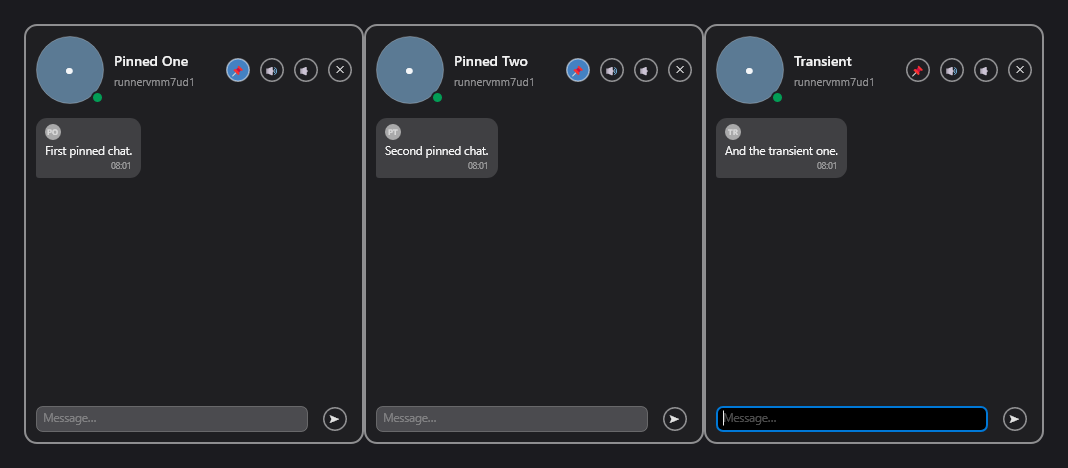 Pinned One
runnervmm7ud1
PO
First pinned chat.
08:01
Message...
Pinned Two
runnervmm7ud1
PT
Second pinned chat.
08:01
Message...
Transient
runnervmm7ud1
TR
And the transient one.
08:01
Message...